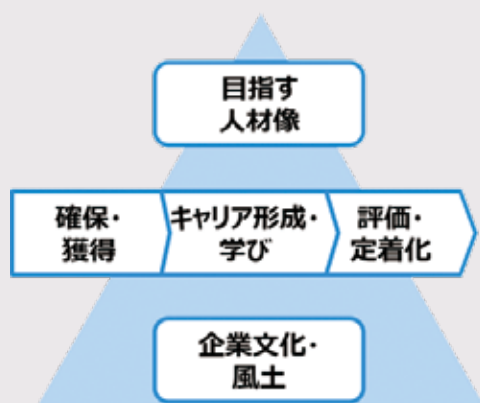 目指す
人材像
確保・
獲得
キャリア形成・
学び
評価・
定着化
企業文化・
風土